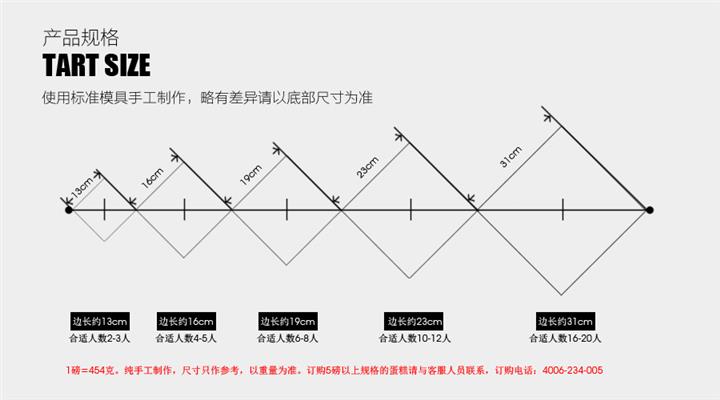 产品规格
TART SIZE
使用标准模具手工制作，略有差异请以底部尺寸为准
13cm
16cm
19cm
23cm
31cm
边长约13cm
边长约16cm
边长约19cm
边长约23cm
边长约31cm
合适人数2-3人
合适人数4-5人
合适人数6-8人
合适人数10-12人
合适人数16-20人
1磅=454克。纯手工制作，尺寸只作参考，以重量为准。订购5磅以上规格的蛋糕请与客服人员联系，订购电话：4006-234-005